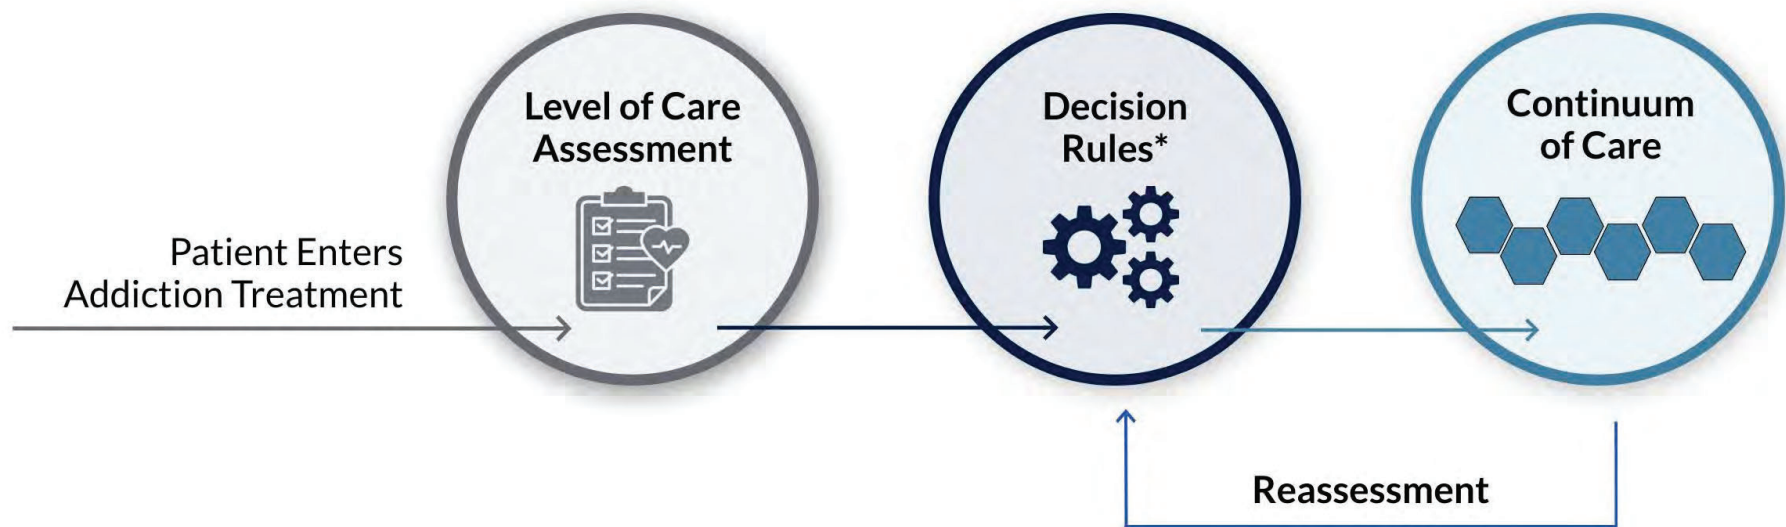 Patient Enters
Addiction Treatment
Level of Care
Assessment
Decision
Rules*
Continuum
of Care
Reassessment